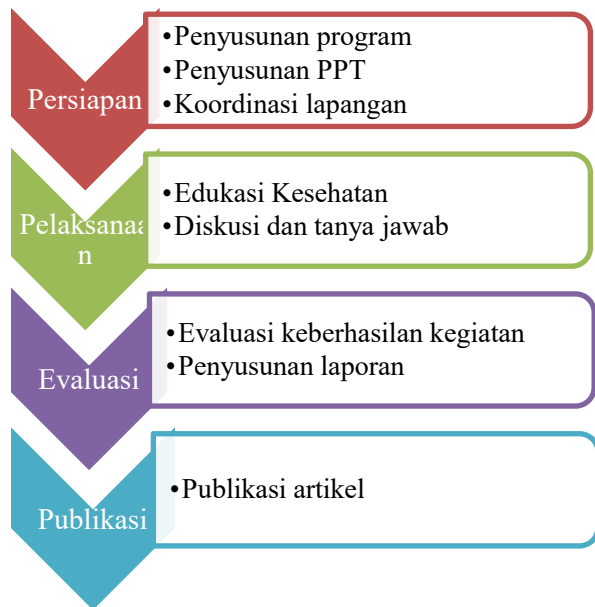 Persiapan
•Penyusunan program
•Penyusunan PPT
•Koordinasi lapangan
Pelaksanaa
n
•Edukasi Kesehatan
•Diskusi dan tanya jawab
Evaluasi
•Evaluasi keberhasilan kegiatan
•Penyusunan laporan
Publikasi
•Publikasi artikel